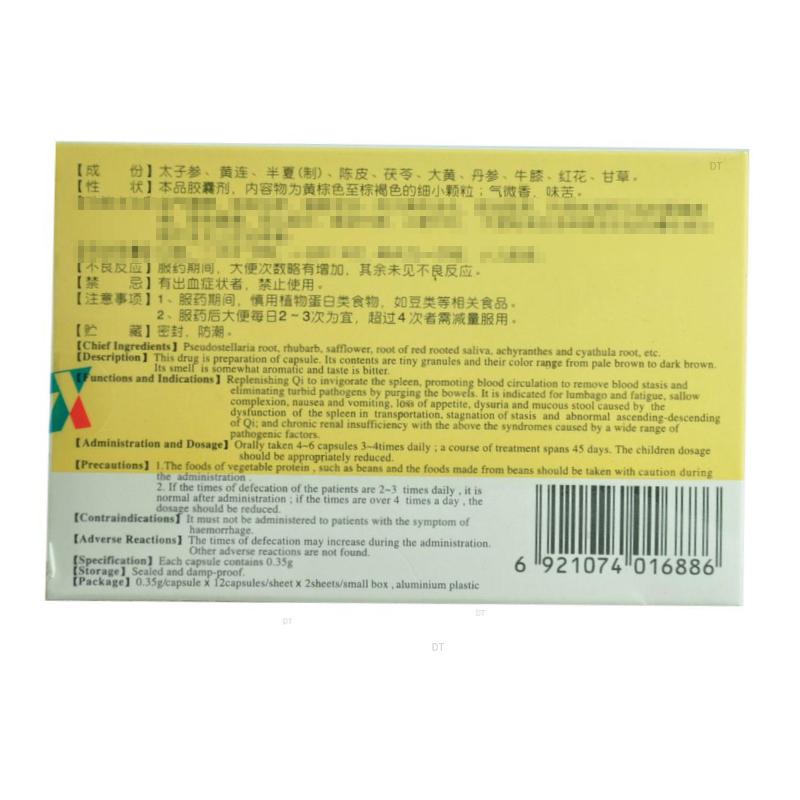 DT
【成 份】太子参、黄连、半夏(制)、陈皮、茯苓、大黄、丹参、牛膝、红花、甘草。
【性 状】本品胶囊剂，内容物为黄棕色至棕褐色的细小颗粒；气微香，味苦。
【不良反应】服药期间，大便次数略有增加，其余未见不良反应。
【禁 忌】有出血症状者，禁止使用。
【注意事项】1、服药期间，慎用植物蛋白类食物，如豆类等相关食品。
2、服药后大便每日2~3次为宜，超过4次者需减量服用。
【贮 藏】密封，防潮。
【Chief Ingredients】Pseudostellaria root, rhubarb, safflower, root of red rooted saliva, achyranthes and cyathula root, etc.
【Description】This drug is preparation of capsule. Its contents are tiny granules and their color range from pale brown to dark brown.
Its smell is somewhat aromatic and taste is bitter.
【Functions and Indications】Replenishing Qi to invigorate the spleen, promoting blood circulation to remove blood stasis and
eliminating turbid pathogens by purging the bowels. It is indicated for lumbago and fatigue, sallow
complexion, nausea and vomiting, loss of appetite, dysuria and mucous stool caused by the
dysfunction of the spleen in transportation, stagnation of stasis and abnormal ascending-descending
of Qi; and chronic renal insufficiency with the above the syndromes caused by a wide range of
pathogenic factors.
【Administration and Dosage】Orally taken 4~6 capsules 3~4times daily ; a course of treatment spans 45 days. The children dosage
should be appropriately reduced.
【Precautions】1.The foods of vegetable protein , such as beans and the foods made from beans should be taken with caution during
the administration .
2. If the times of defecation of the patients are 2~3 times daily , it is
normal after administration ; if the times are over 4 times a day , the
dosage should be reduced.
【Contraindications】It must not be administered to patients with the symptom of
haemorrhage.
【Adverse Reactions】The times of defecation may increase during the administration.
Other adverse reactions are not found.
【Specification】Each capsule contains 0.35g
【Storage】Sealed and damp-proof.
【Package】0.35g/capsule x 12capsules/sheet x 2sheets/small box , aluminium plastic
6 921074 016886
DT
DT
DT